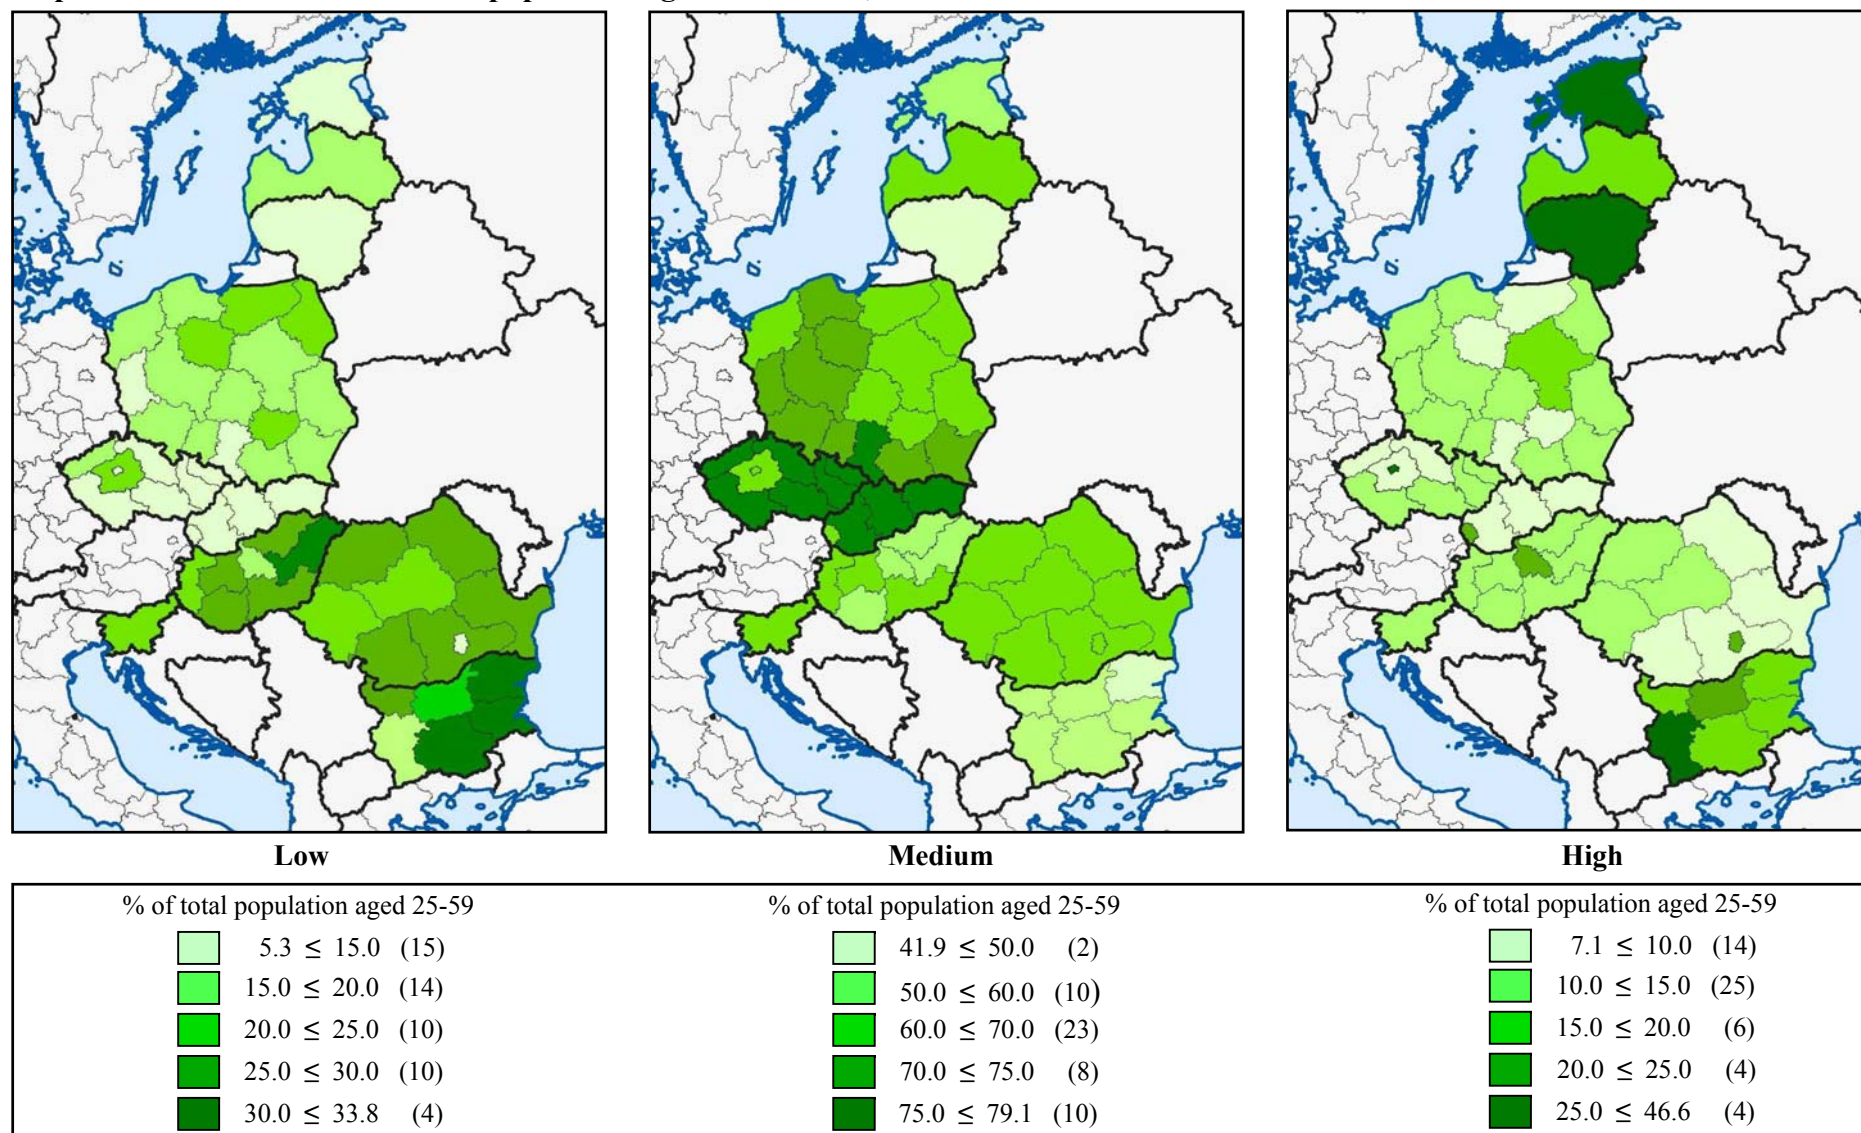 Low
Medium
High
% of total population aged 25-59
5.3 ≤ 15.0 (15)
15.0 ≤ 20.0 (14)
20.0 ≤ 25.0 (10)
25.0 ≤ 30.0 (10)
30.0 ≤ 33.8 (4)
% of total population aged 25-59
41.9 ≤ 50.0 (2)
50.0 ≤ 60.0 (10)
60.0 ≤ 70.0 (23)
70.0 ≤ 75.0 (8)
75.0 ≤ 79.1 (10)
% of total population aged 25-59
7.1 ≤ 10.0 (14)
10.0 ≤ 15.0 (25)
15.0 ≤ 20.0 (6)
20.0 ≤ 25.0 (4)
25.0 ≤ 46.6 (4)